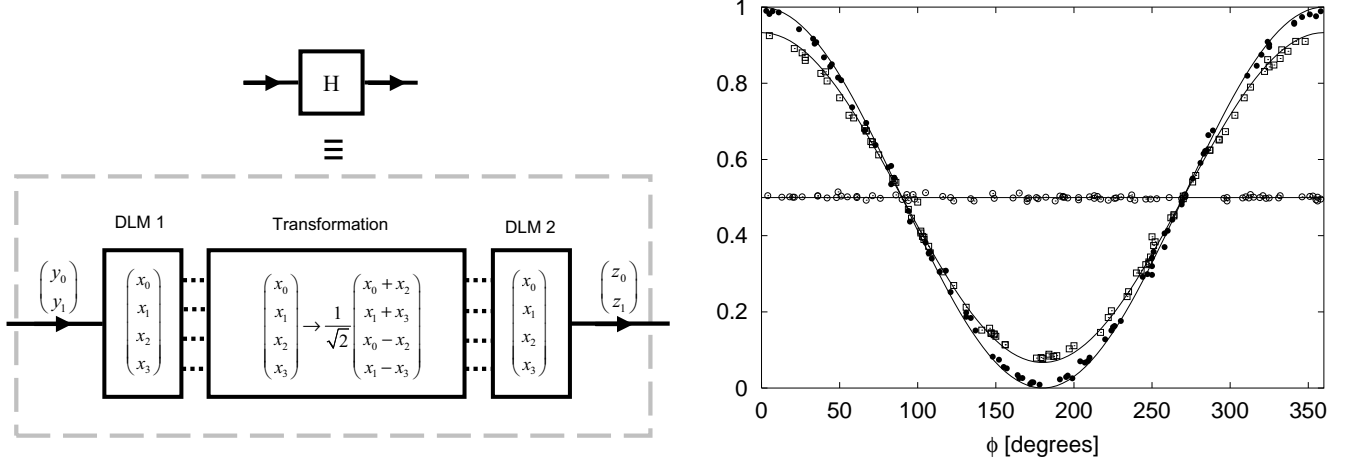 H
≡
DLM 1
Transformation
DLM 2
y0
y1
x0
x1
x2
x3
x0
x1
x2
x3
→ 1/√2
x0 + x2
x1 + x3
x0 − x2
x1 − x3
x0
x1
x2
x3
z0
z1
1
0.8
0.6
0.4
0.2
0
0 50 100 150 200 250 300 350
ϕ [degrees]